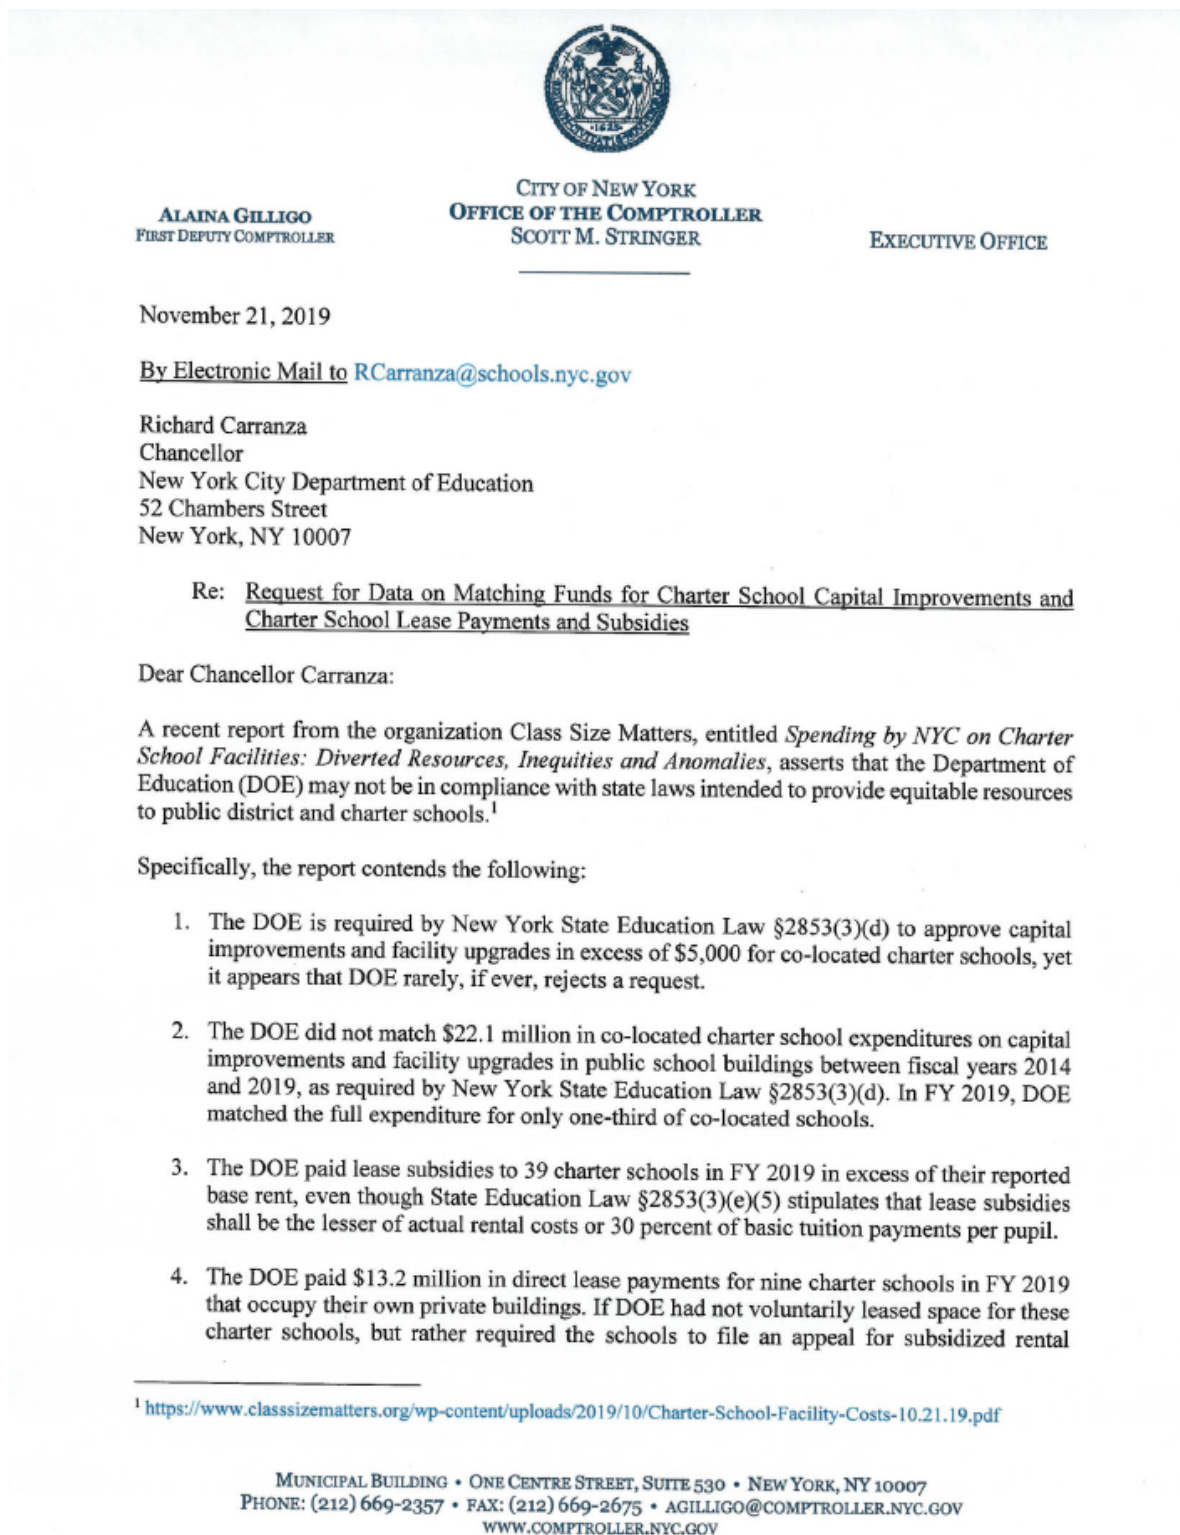 CITY OF NEW YORK
ALAINA GILLIGO
OFFICE OF THE COMPTROLLER
FIRST DEPUTY COMPTROLLER
SCOTT M. STRINGER
EXECUTIVE OFFICE
November 21, 2019
By Electronic Mail to RCarranza@schools.nyc.gov
Richard Carranza
Chancellor
New York City Department of Education
52 Chambers Street
New York, NY 10007
Re: Request for Data on Matching Funds for Charter School Capital Improvements and
Charter School Lease Payments and Subsidies
Dear Chancellor Carranza:
A recent report from the organization Class Size Matters, entitled Spending by NYC on Charter
School Facilities: Diverted Resources, Inequities and Anomalies, asserts that the Department of
Education (DOE) may not be in compliance with state laws intended to provide equitable resources
to public district and charter schools.¹
Specifically, the report contends the following:
1. The DOE is required by New York State Education Law §2853(3)(d) to approve capital
improvements and facility upgrades in excess of $5,000 for co-located charter schools, yet
it appears that DOE rarely, if ever, rejects a request.
2. The DOE did not match $22.1 million in co-located charter school expenditures on capital
improvements and facility upgrades in public school buildings between fiscal years 2014
and 2019, as required by New York State Education Law §2853(3)(d). In FY 2019, DOE
matched the full expenditure for only one-third of co-located schools.
3. The DOE paid lease subsidies to 39 charter schools in FY 2019 in excess of their reported
base rent, even though State Education Law §2853(3)(e)(5) stipulates that lease subsidies
shall be the lesser of actual rental costs or 30 percent of basic tuition payments per pupil.
4. The DOE paid $13.2 million in direct lease payments for nine charter schools in FY 2019
that occupy their own private buildings. If DOE had not voluntarily leased space for these
charter schools, but rather required the schools to file an appeal for subsidized rental
¹ https://www.classsizematters.org/wp-content/uploads/2019/10/Charter-School-Facility-Costs-10.21.19.pdf
MUNICIPAL BUILDING • ONE CENTRE STREET, SUITE 530 • NEW YORK, NY 10007
PHONE: (212) 669-2357 • FAX: (212) 669-2675 • AGILLIGO@COMPTROLLER.NYC.GOV
WWW.COMPTROLLER.NYC.GOV